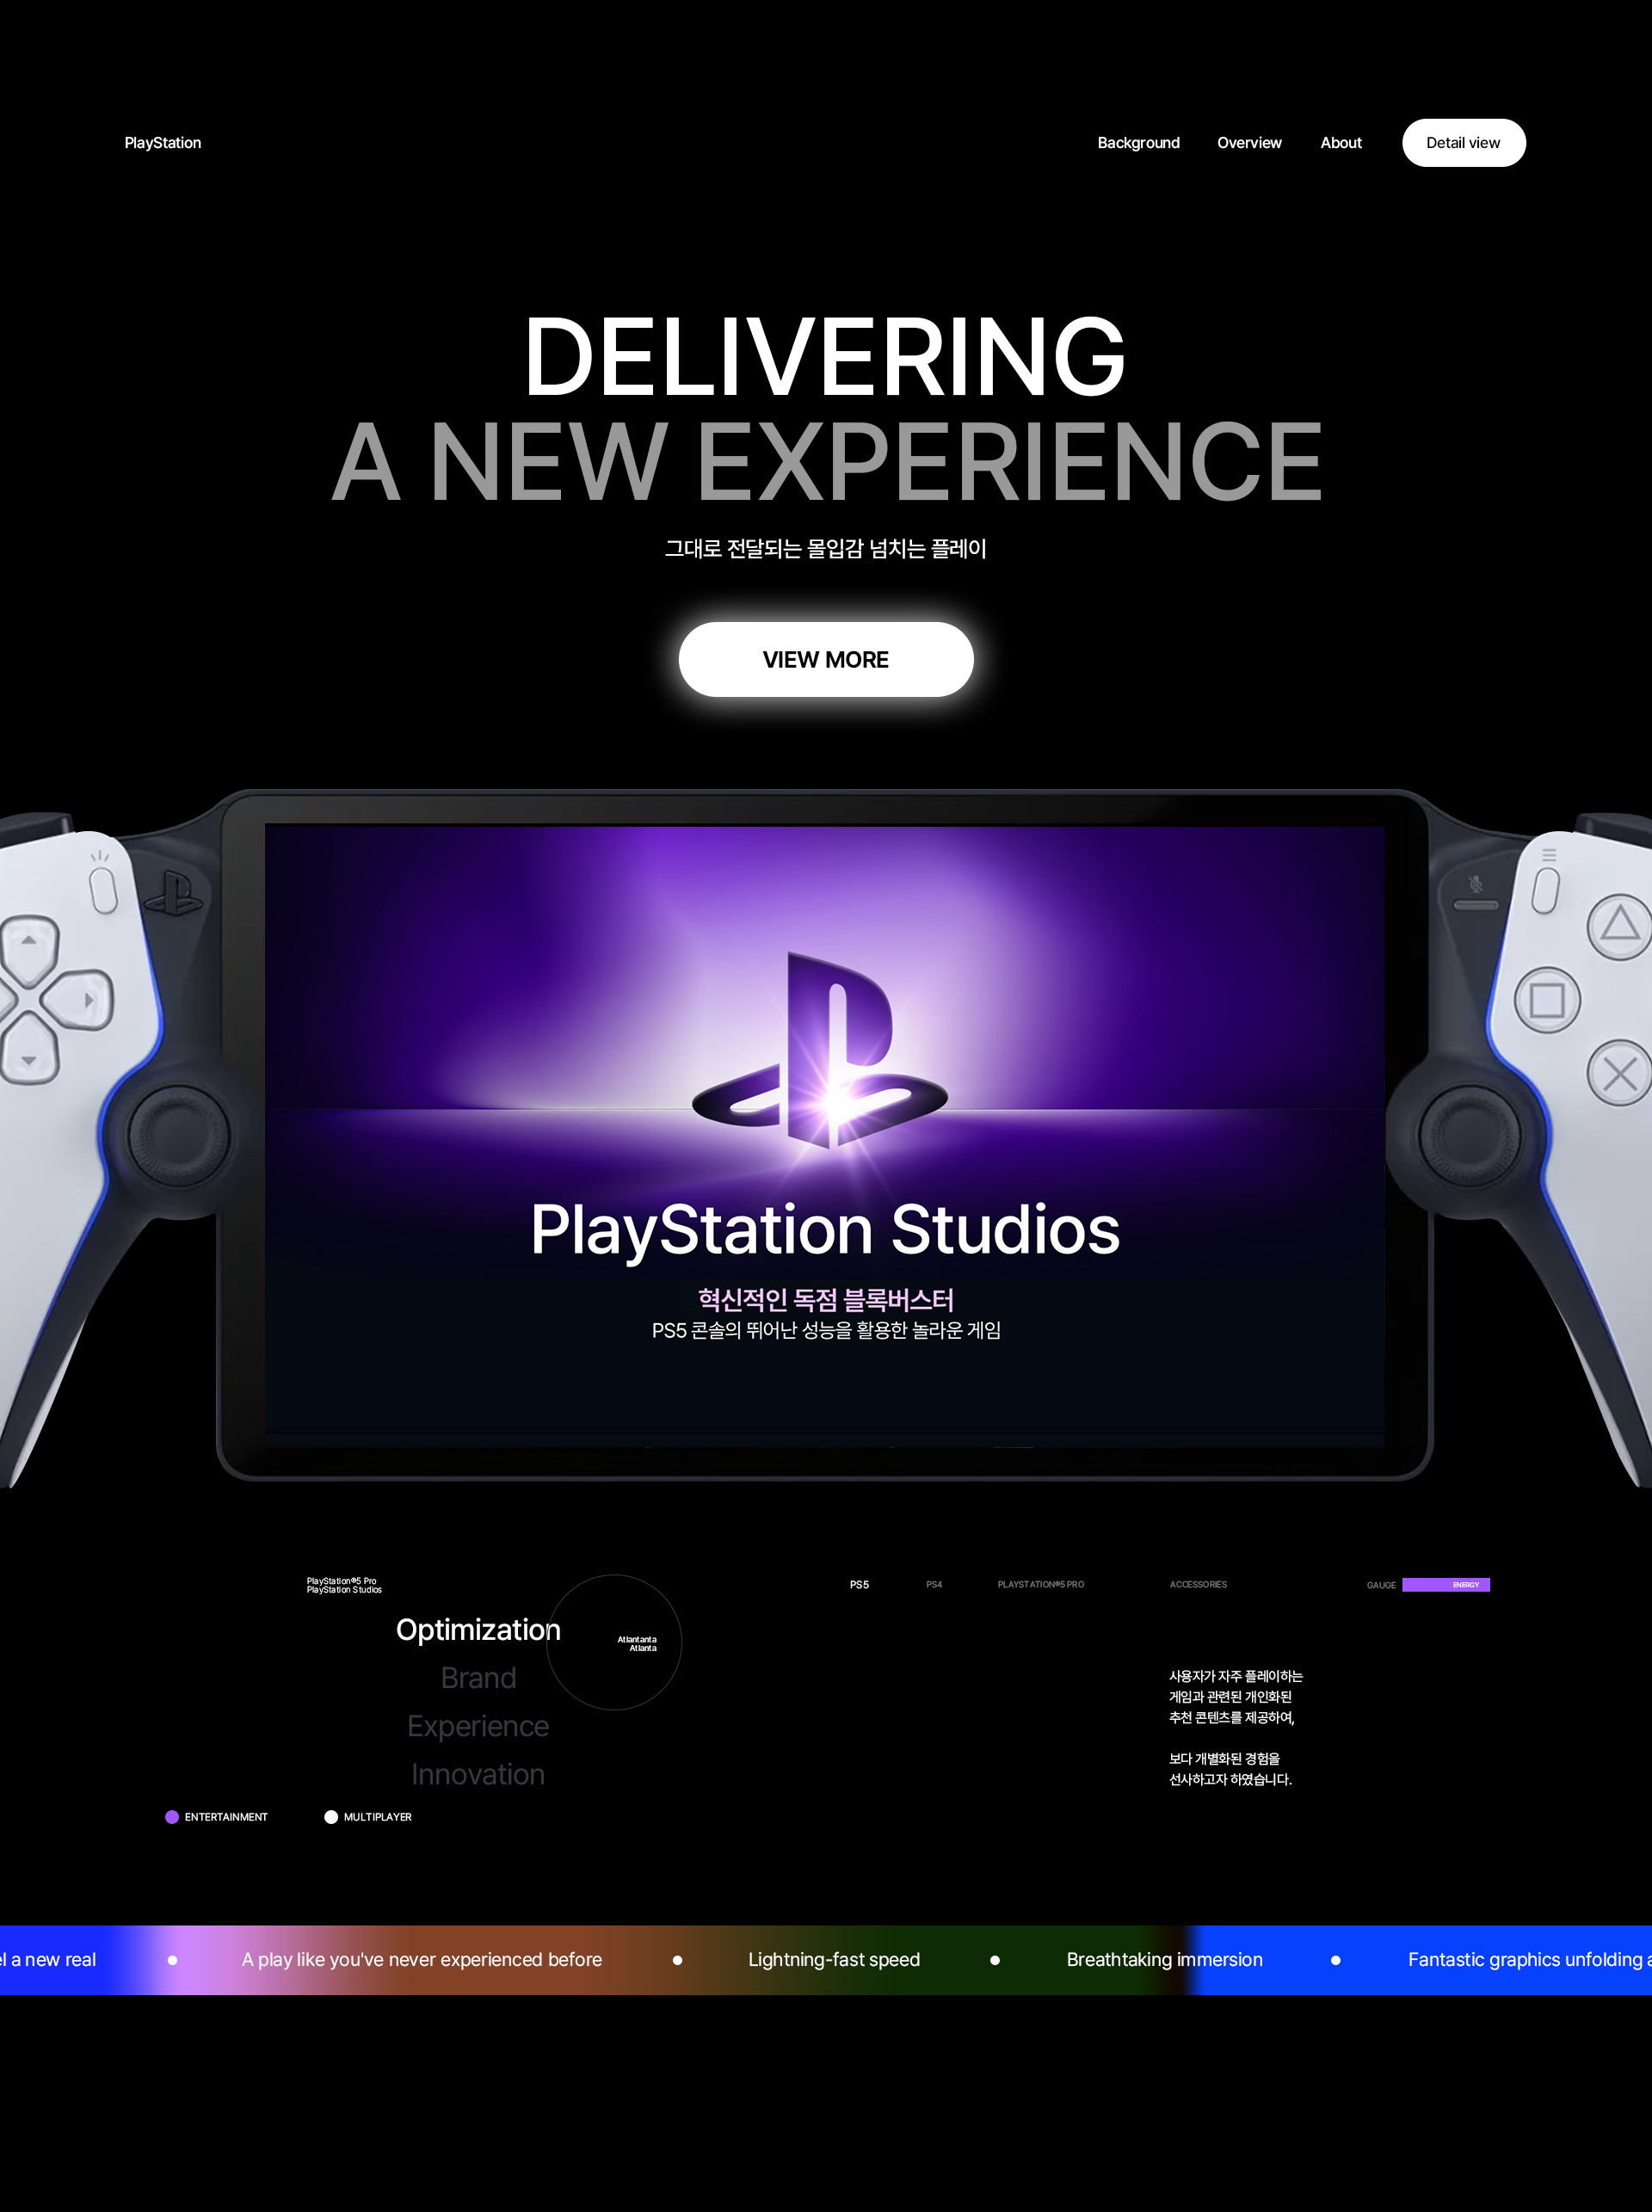 PlayStation
Background
Overview
About
Detail view
DELIVERING
A NEW EXPERIENCE
그대로 전달되는 몰입감 넘치는 플레이
VIEW MORE
PlayStation Studios
혁신적인 독점 블록버스터
PS5 콘솔의 뛰어난 성능을 활용한 놀라운 게임
PlayStation®5 Pro
PlayStation Studios
Optimization
Brand
Experience
Innovation
Atlantanta
Atlanta
ENTERTAINMENT
MULTIPLAYER
PS5
PS4
PLAYSTATION®5 PRO
ACCESSORIES
GAUGE
ENERGY
사용자가 자주 플레이하는
게임과 관련된 개인화된
추천 콘텐츠를 제공하여,
보다 개별화된 경험을
선사하고자 하였습니다.
l a new real
A play like you've never experienced before
Lightning-fast speed
Breathtaking immersion
Fantastic graphics unfolding